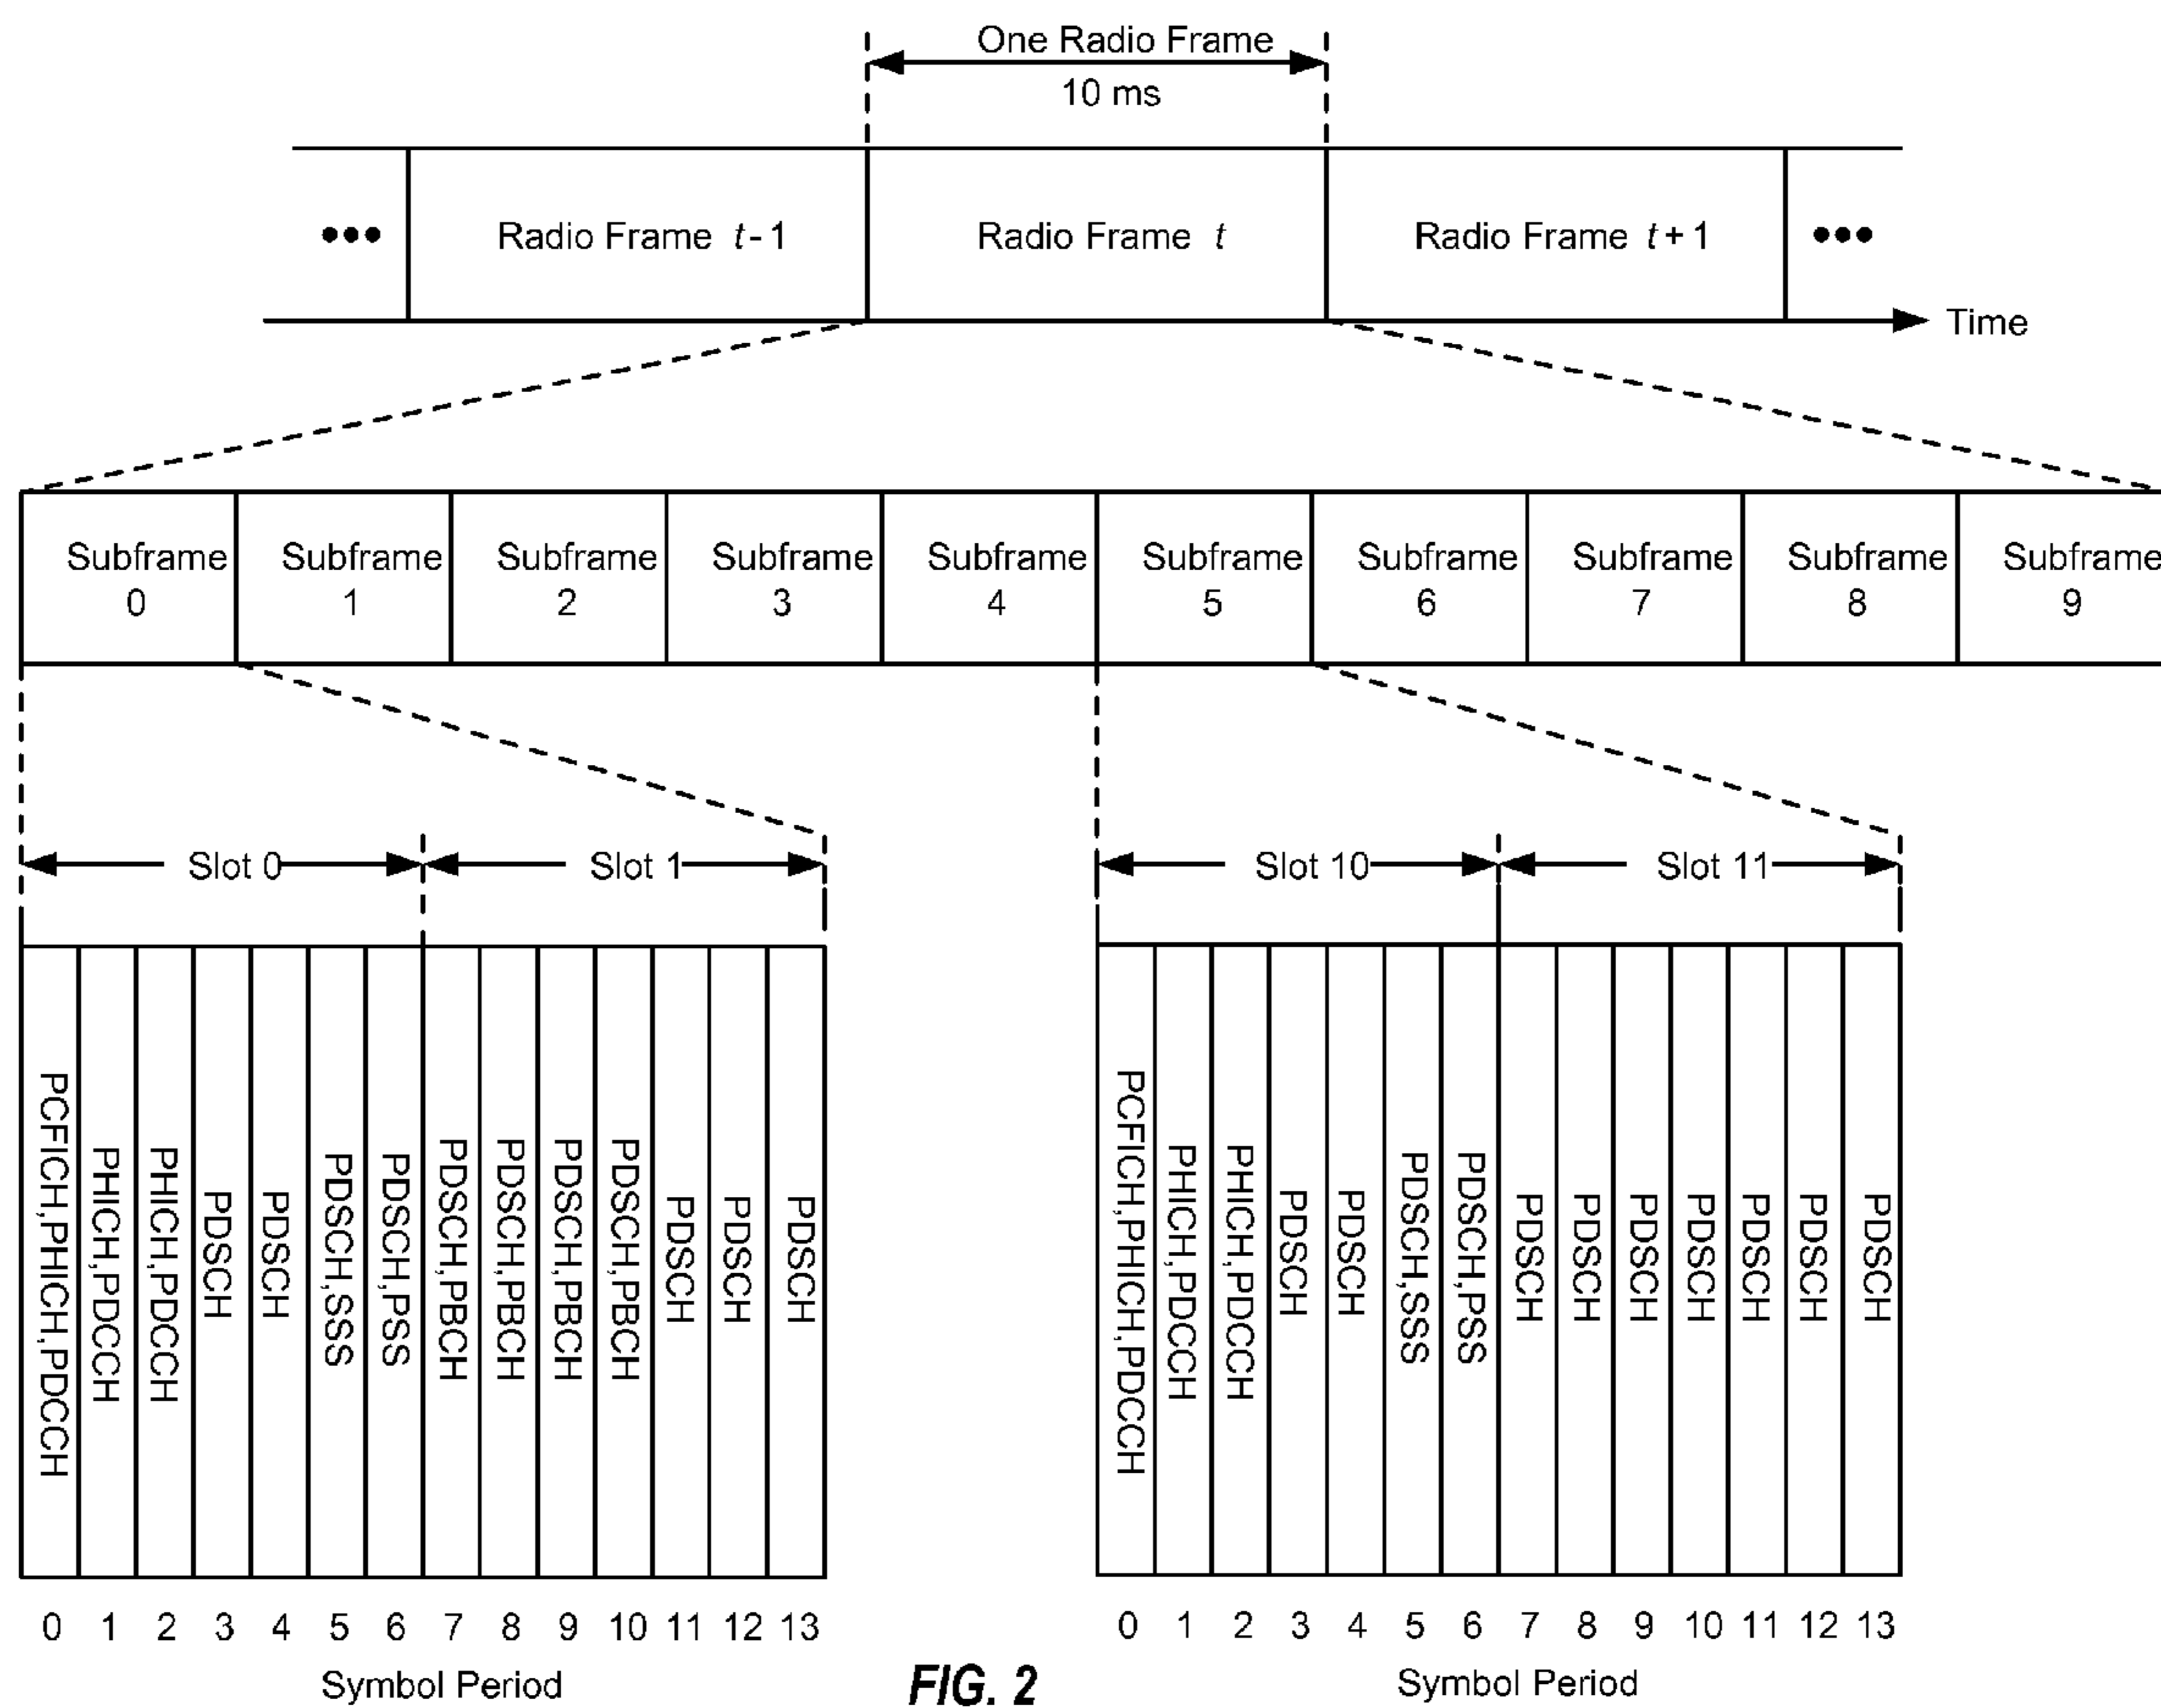 One Radio Frame
10 ms
••• Radio Frame t - 1 Radio Frame t Radio Frame t + 1 •••
Time
Subframe 0
Subframe 1
Subframe 2
Subframe 3
Subframe 4
Subframe 5
Subframe 6
Subframe 7
Subframe 8
Subframe 9
Slot 0
Slot 1
Slot 10
Slot 11
PCFICH,PHICH,PDCCH
PHICH,PDCCH
PHICH,PDCCH
PDSCH
PDSCH
PDSCH,SSS
PDSCH,PSS
PDSCH,PBCH
PDSCH,PBCH
PDSCH,PBCH
PDSCH,PBCH
PDSCH
PDSCH
PDSCH
0 1 2 3 4 5 6 7 8 9 10 11 12 13
Symbol Period
PCFICH,PHICH,PDCCH
PHICH,PDCCH
PHICH,PDCCH
PDSCH
PDSCH
PDSCH,SSS
PDSCH,PSS
PDSCH
PDSCH
PDSCH
PDSCH
PDSCH
PDSCH
PDSCH
0 1 2 3 4 5 6 7 8 9 10 11 12 13
Symbol Period
FIG. 2